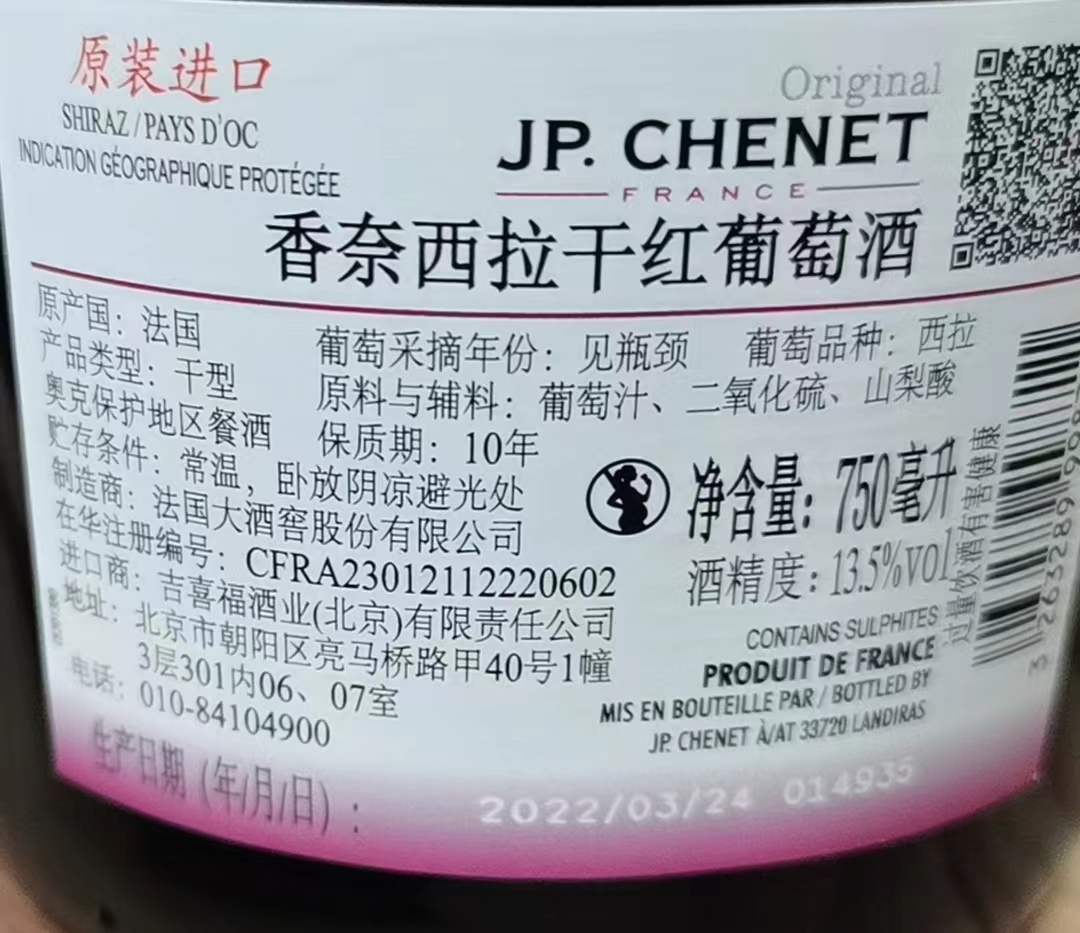 原装进口
SHIRAZ / PAYS D'OC
INDICATION GÉOGRAPHIQUE PROTÉGÉE
Original
JP. CHENET
FRANCE
香奈西拉干红葡萄酒
原产国：法国
葡萄采摘年份：见瓶颈 葡萄品种：西拉
产品类型：干型
原料与辅料：葡萄汁、二氧化硫、山梨酸
奥克保护地区餐酒
保质期：10年
贮存条件：常温，卧放阴凉避光处
制造商：法国大酒窖股份有限公司
在华注册编号：CFRA23012112220602
进口商：吉喜福酒业(北京)有限责任公司
地址：北京市朝阳区亮马桥路甲40号1幢
3层301内06、07室
电话：010-84104900
净含量：750毫升
酒精度：13.5%vol
过量饮酒有害健康
CONTAINS SULPHITES
PRODUIT DE FRANCE
MIS EN BOUTEILLE PAR / BOTTLED BY
JP. CHENET À/AT 33720 LANDIRAS
生产日期（年/月/日）：
2022/03/24 014935